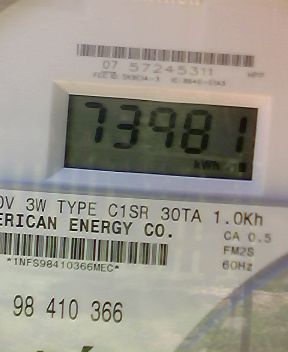 07 57245311
73981
kWh
0V 3W TYPE C1SR 30TA 1.0Kh
ERICAN ENERGY CO.
CA 0.5
FM2S
60Hz
*1NFS98410366MEC*
98 410 366